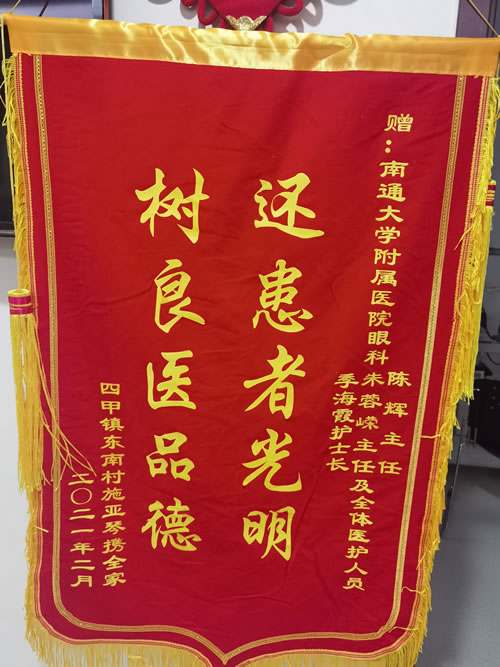 赠：南通大学附属医院眼科
陈辉主任
朱蓉嵘主任及全体医护人员
季海霞护士长
还患者光明
树良医品德
四甲镇东南村施亚琴携全家
二〇二一年二月